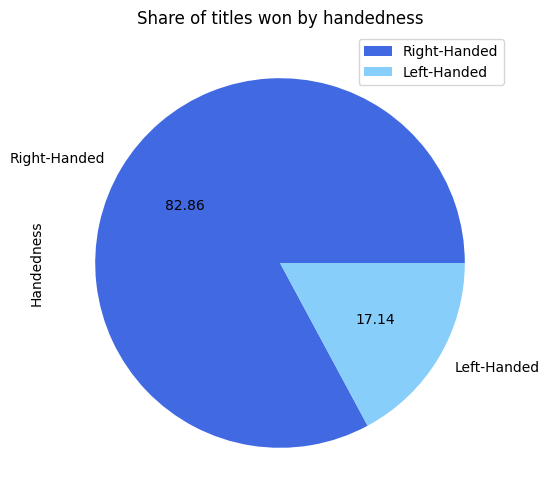 Share of titles won by handedness
Right-Handed
Left-Handed
Right-Handed
82.86
Handedness
17.14
Left-Handed